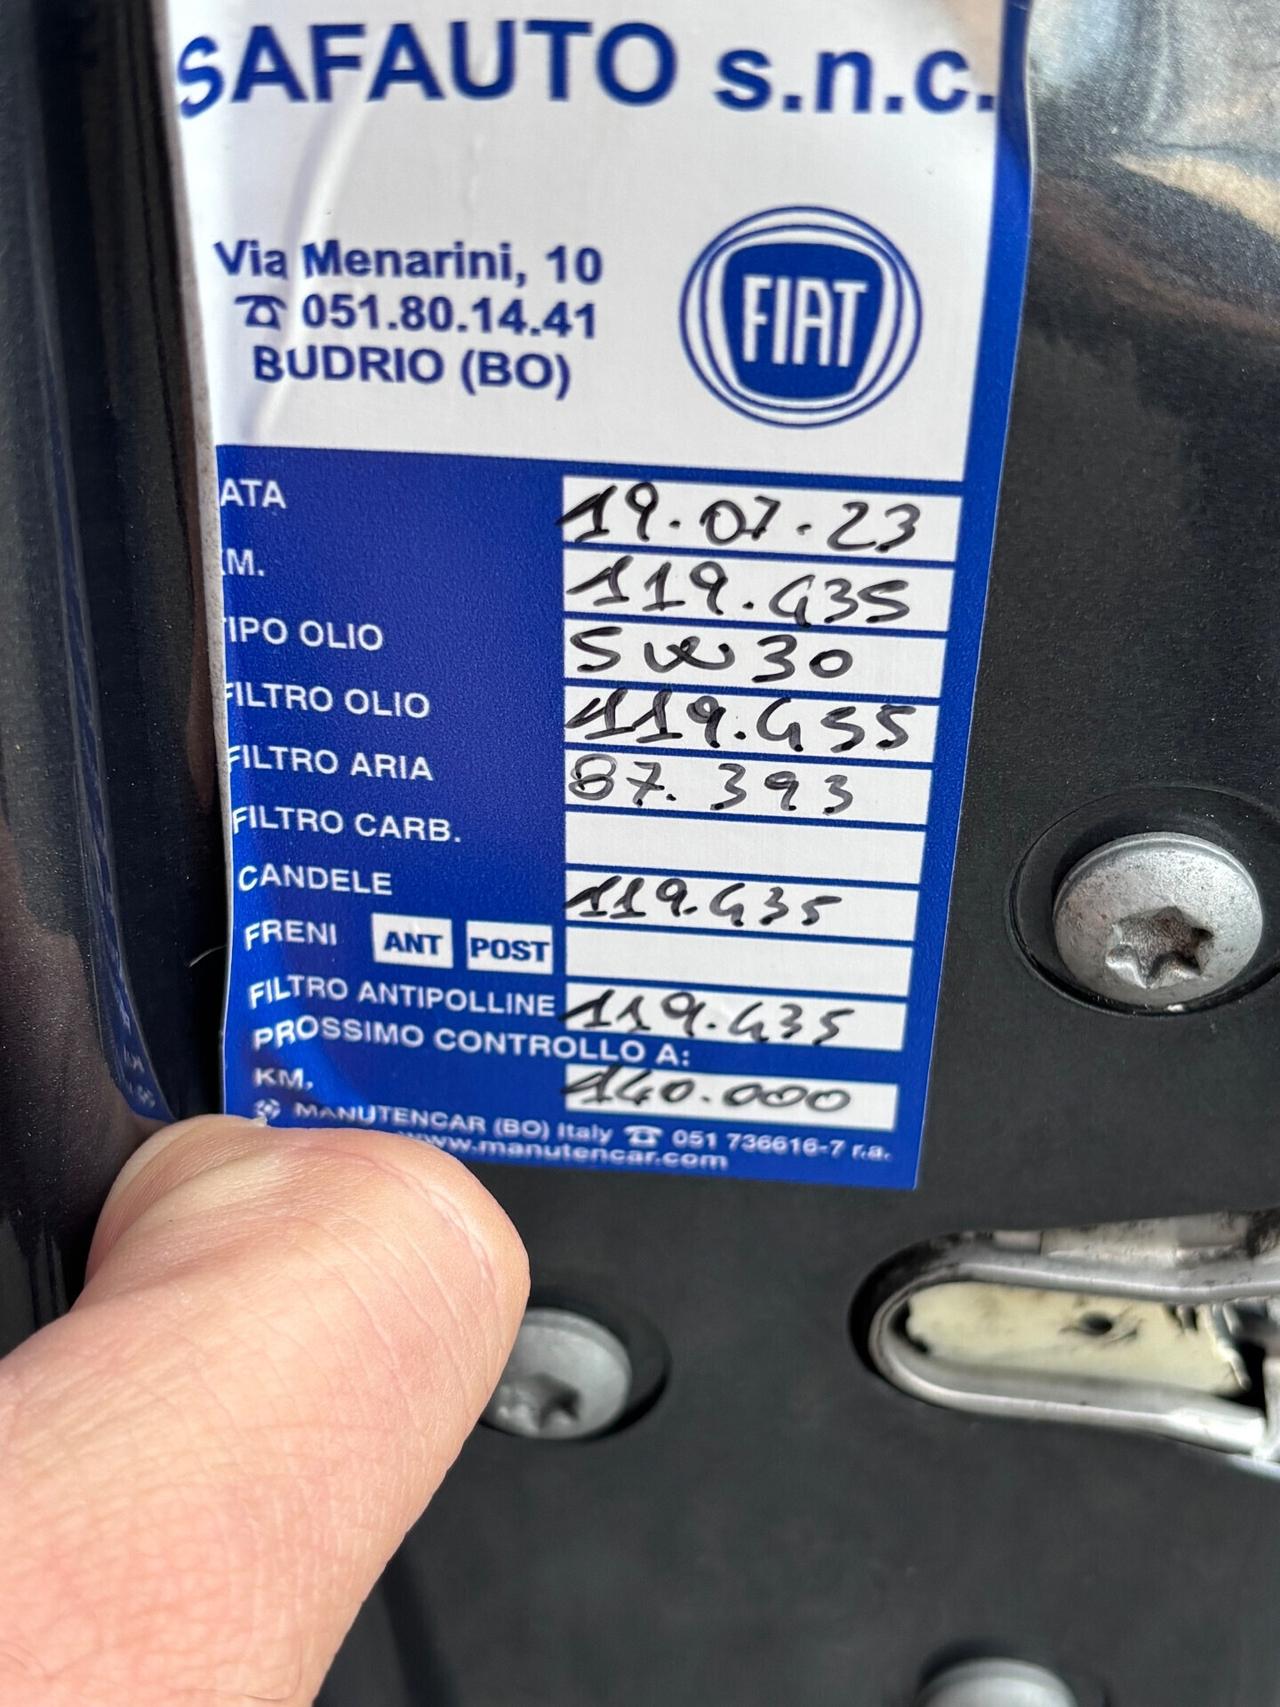 SAFAUTO s.n.c.
Via Menarini, 10
☎ 051.80.14.41
BUDRIO (BO)
FIAT
ATA 19.07.23
M. 119.435
TIPO OLIO 5W30
FILTRO OLIO 119.435
FILTRO ARIA 87.393
FILTRO CARB.
CANDELE 119.435
FRENI ANT POST
FILTRO ANTIPOLLINE 119.435
PROSSIMO CONTROLLO A:
KM. 140.000
MANUTENCAR (BO) Italy ☎ 051 736616-7 r.a.
www.manutencar.com